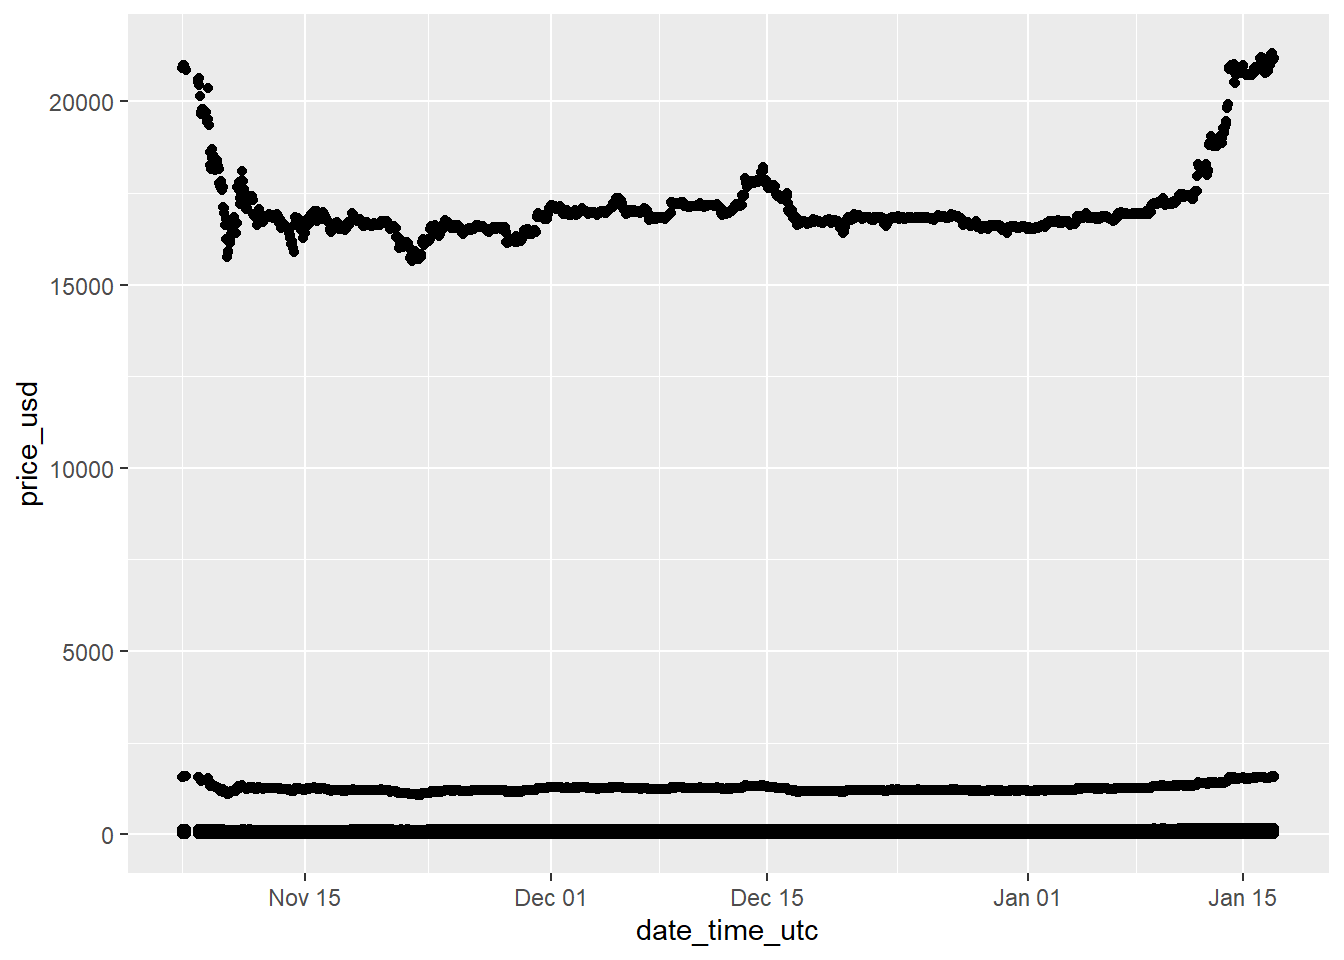 20000
15000
10000
5000
0
price_usd
Nov 15
Dec 01
Dec 15
Jan 01
Jan 15
date_time_utc